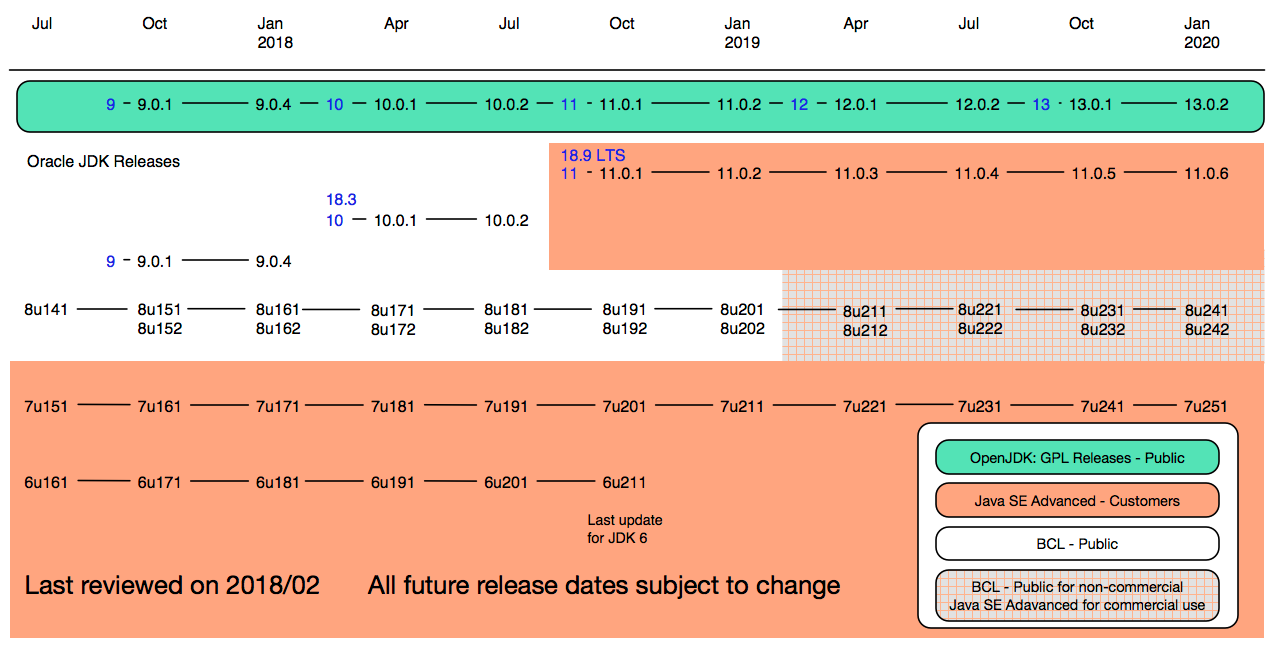 Jul Oct Jan Apr Jul Oct Jan Apr Jul Oct Jan
2018 2019 2020
9 - 9.0.1 9.0.4 10 10.0.1 10.0.2 11 - 11.0.1 11.0.2 12 12.0.1 12.0.2 13 · 13.0.1 13.0.2
Oracle JDK Releases
18.9 LTS
11 - 11.0.1 11.0.2 11.0.3 11.0.4 11.0.5 11.0.6
18.3
10 10.0.1 10.0.2
9 - 9.0.1 9.0.4
8u141 8u151 8u161 8u171 8u181 8u191 8u201 8u211 8u221 8u231 8u241
8u152 8u162 8u172 8u182 8u192 8u202 8u212 8u222 8u232 8u242
7u151 7u161 7u171 7u181 7u191 7u201 7u211 7u221 7u231 7u241 7u251
6u161 6u171 6u181 6u191 6u201 6u211
Last update
for JDK 6
Last reviewed on 2018/02 All future release dates subject to change
OpenJDK: GPL Releases - Public
Java SE Advanced - Customers
BCL - Public
BCL - Public for non-commercial
Java SE Adavanced for commercial use